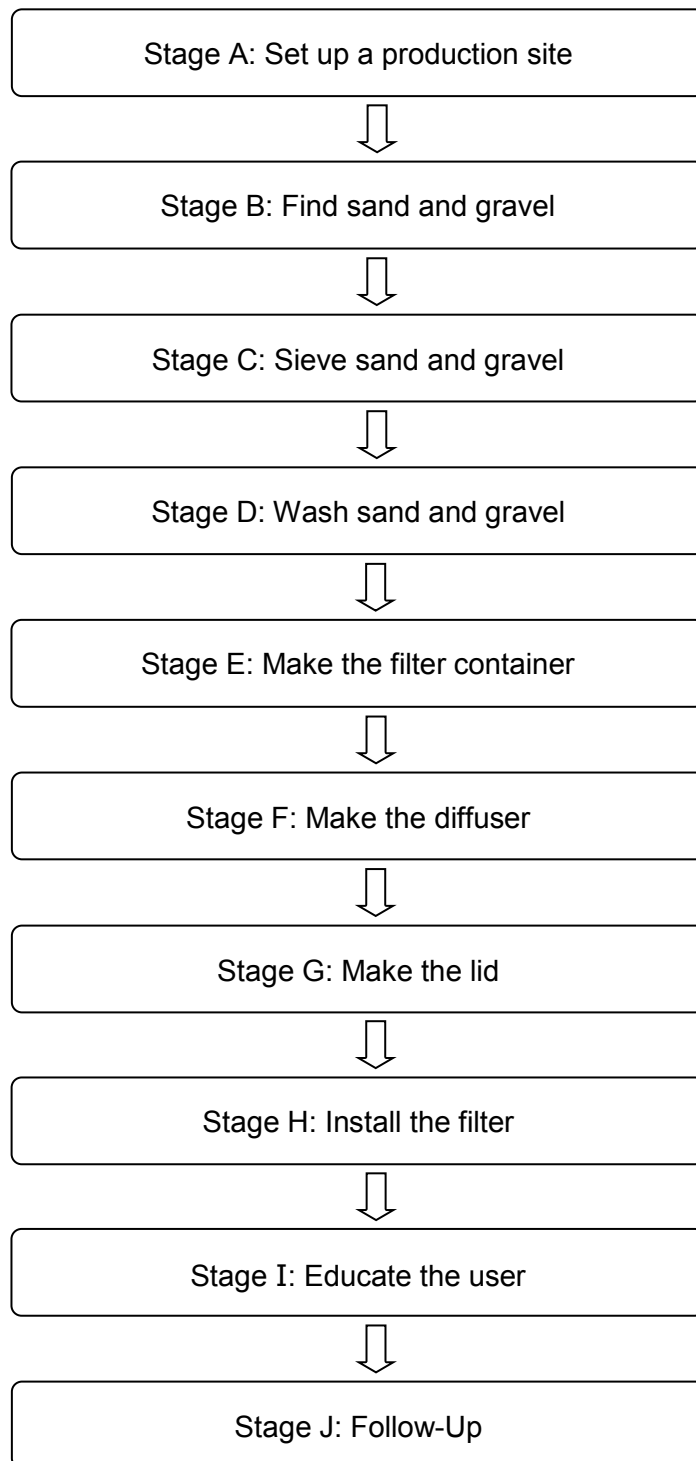 Stage A: Set up a production site
Stage B: Find sand and gravel
Stage C: Sieve sand and gravel
Stage D: Wash sand and gravel
Stage E: Make the filter container
Stage F: Make the diffuser
Stage G: Make the lid
Stage H: Install the filter
Stage I: Educate the user
Stage J: Follow-Up